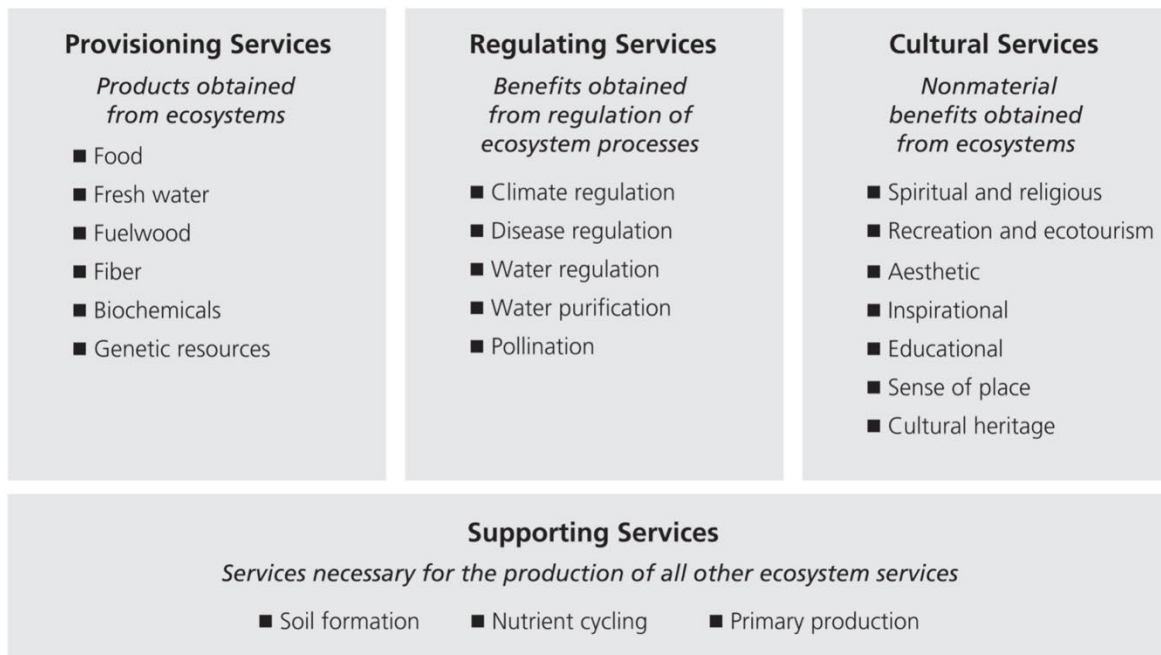 Provisioning Services
Products obtained
from ecosystems
■ Food
■ Fresh water
■ Fuelwood
■ Fiber
■ Biochemicals
■ Genetic resources
Regulating Services
Benefits obtained
from regulation of
ecosystem processes
■ Climate regulation
■ Disease regulation
■ Water regulation
■ Water purification
■ Pollination
Cultural Services
Nonmaterial
benefits obtained
from ecosystems
■ Spiritual and religious
■ Recreation and ecotourism
■ Aesthetic
■ Inspirational
■ Educational
■ Sense of place
■ Cultural heritage
Supporting Services
Services necessary for the production of all other ecosystem services
■ Soil formation ■ Nutrient cycling ■ Primary production